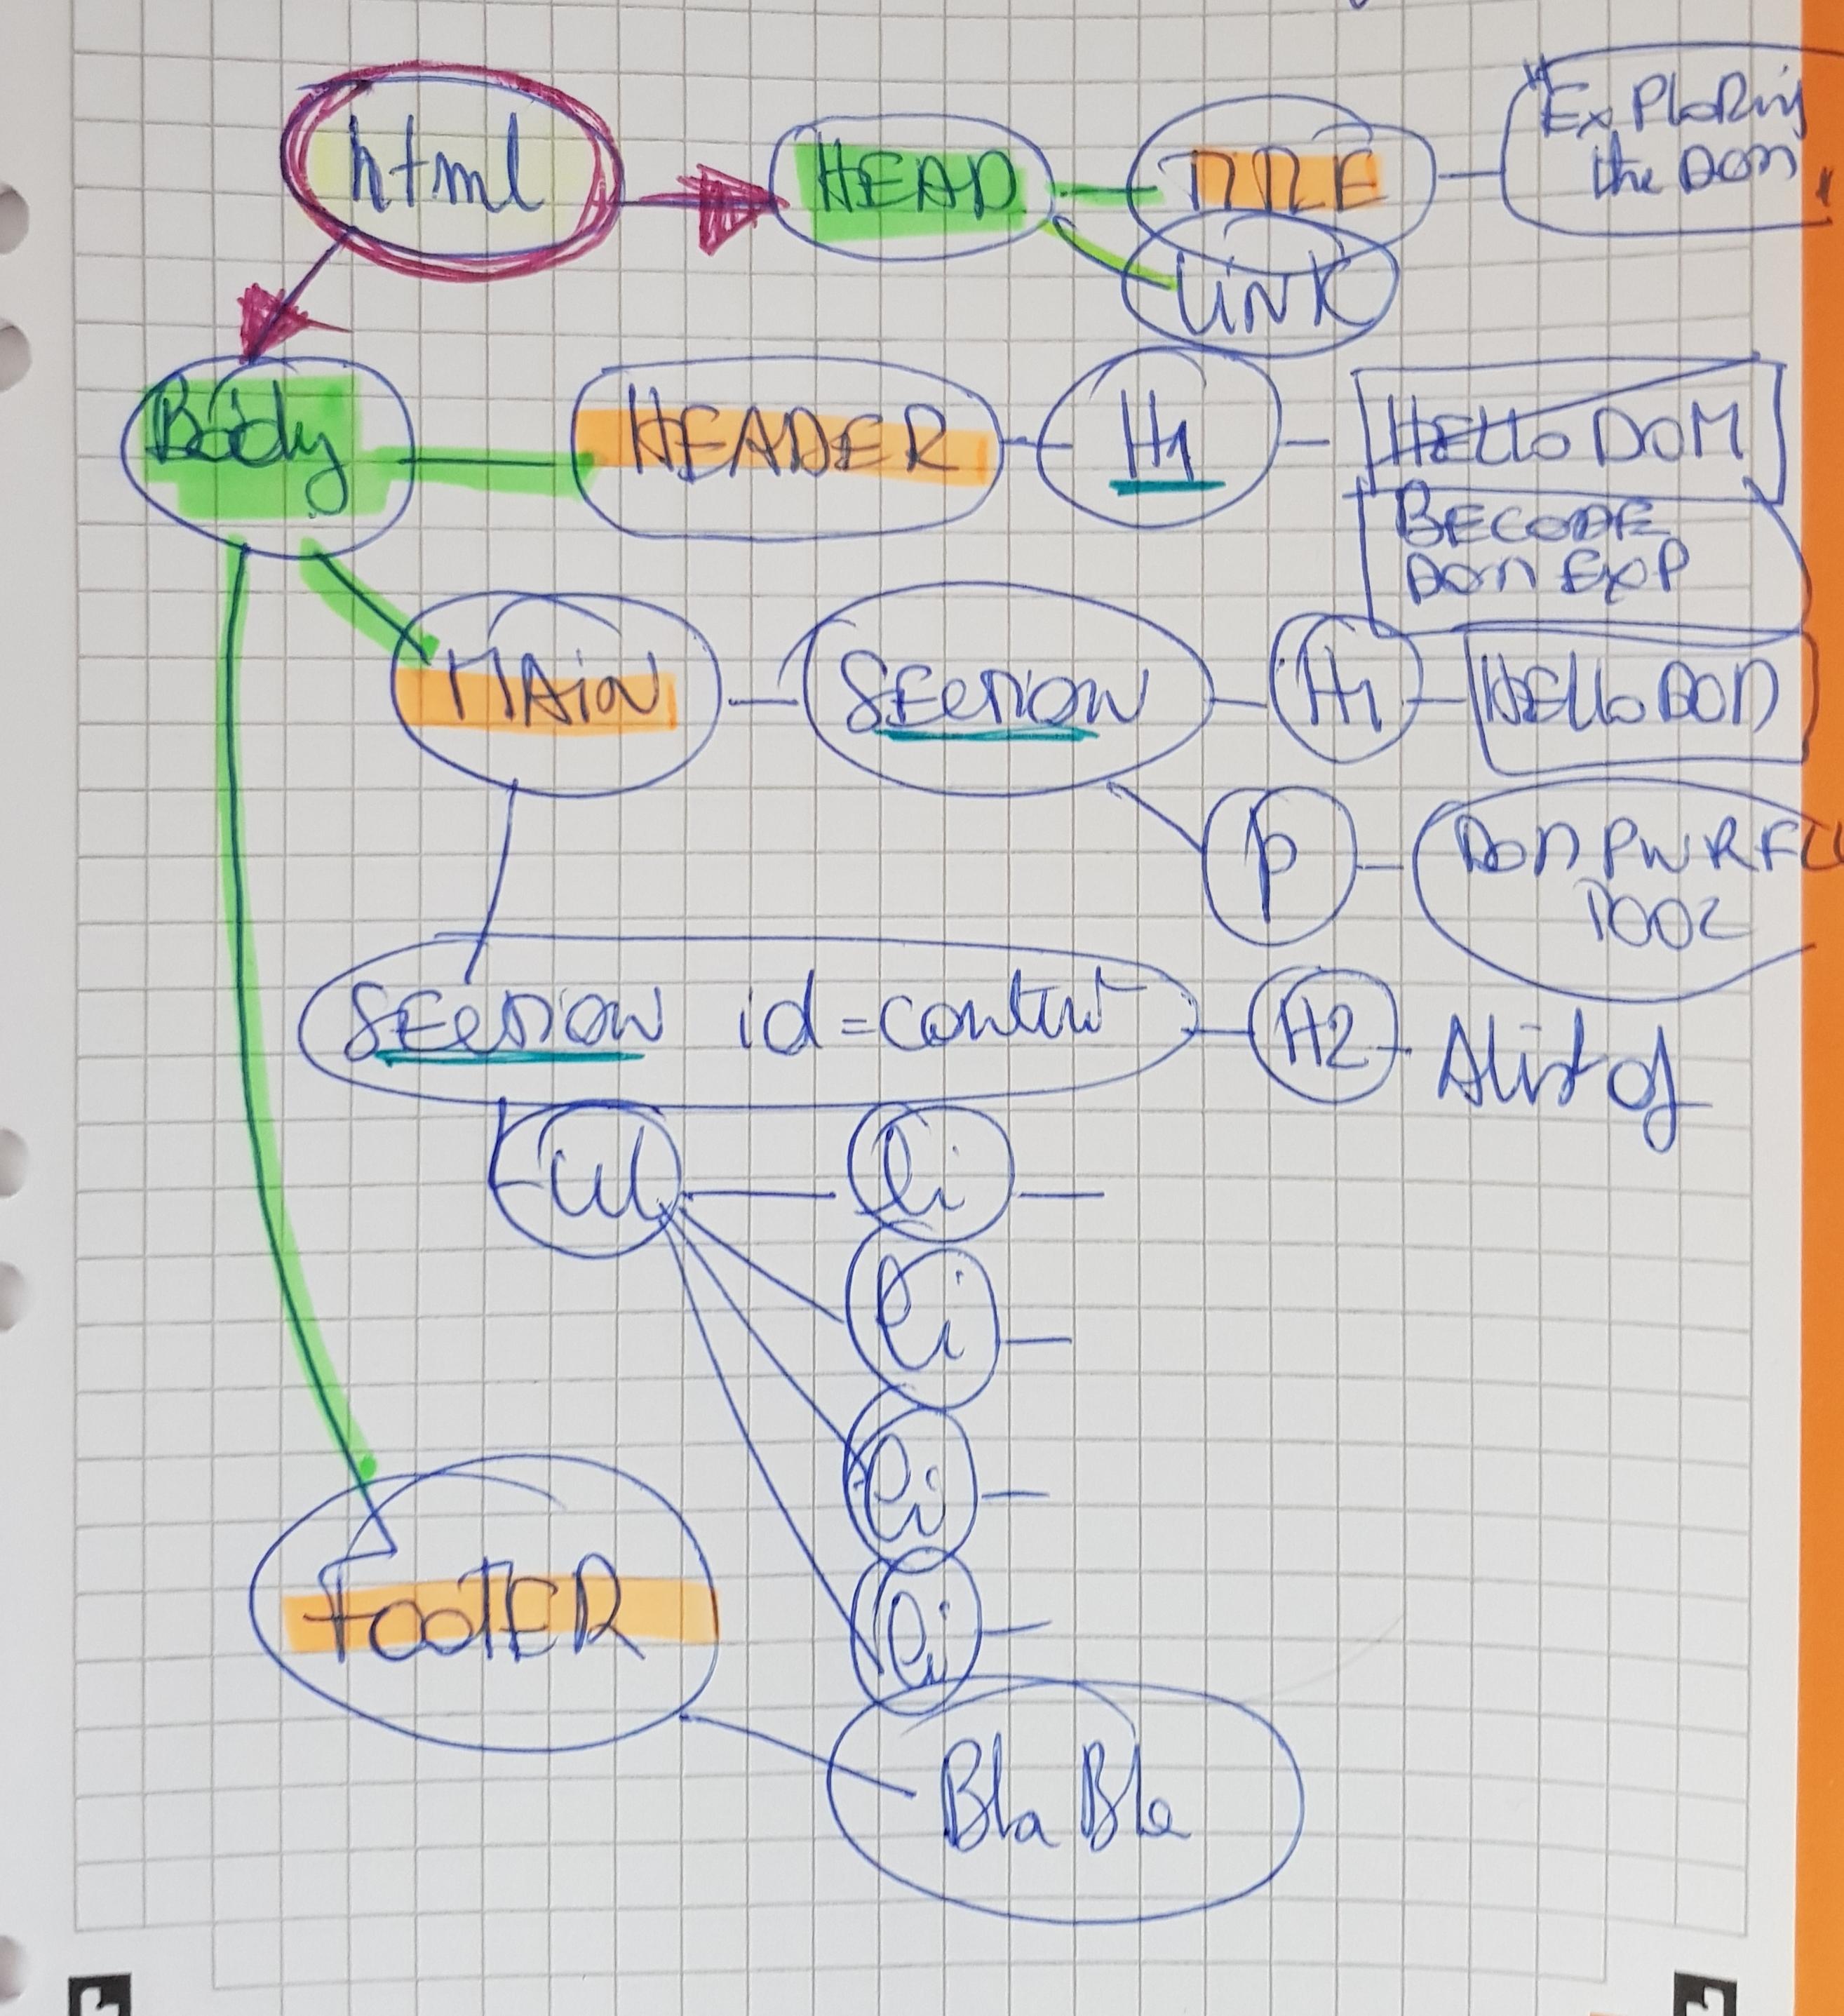 html
HEAD
TITLE
"Exploring
the DOM
LINK
Body
HEADER
H1
HELLO DOM
BECODE
DOM EXP
MAIN
SECTION
H1
HELLO DOM
p
DOM PWRFUL
TOOL
SECTION id=content
H2
A list of
ul
li
li
li
li
FOOTER
Bla Bla